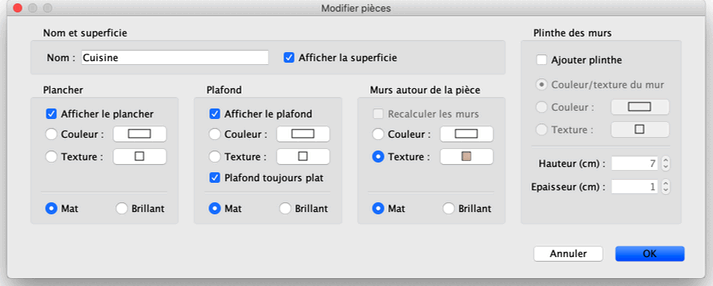 Modifier pièces
Nom et superficie
Nom : Cuisine
Afficher la superficie
Plancher
Afficher le plancher
Couleur :
Texture :
Mat
Brillant
Plafond
Afficher le plafond
Couleur :
Texture :
Plafond toujours plat
Mat
Brillant
Murs autour de la pièce
Recalculer les murs
Couleur :
Texture :
Mat
Brillant
Plinthe des murs
Ajouter plinthe
Couleur/texture du mur
Couleur :
Texture :
Hauteur (cm) : 7
Epaisseur (cm) : 1
Annuler
OK